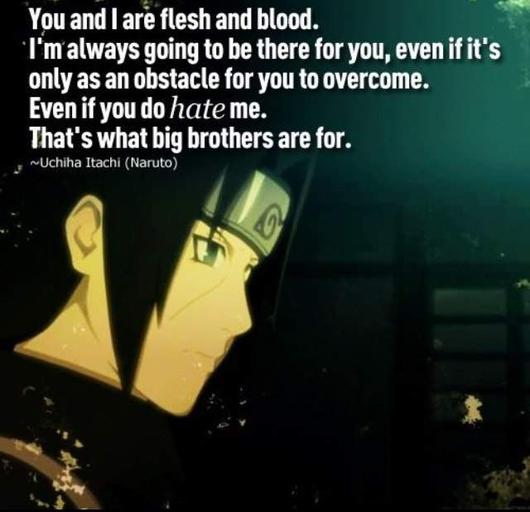 You and I are flesh and blood.
I'm always going to be there for you, even if it's
only as an obstacle for you to overcome.
Even if you do hate me.
That's what big brothers are for.
~Uchiha Itachi (Naruto)